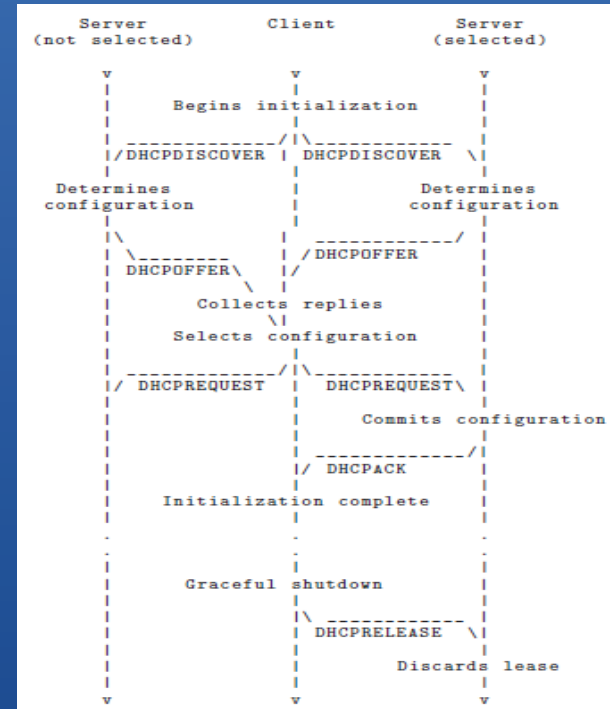 Server Client Server
(not selected) (selected)
Begins initialization
DHCPDISCOVER DHCPDISCOVER
Determines Determines
configuration configuration
DHCPOFFER
DHCPOFFER
Collects replies
Selects configuration
DHCPREQUEST DHCPREQUEST
Commits configuration
DHCPACK
Initialization complete
Graceful shutdown
DHCPRELEASE
Discards lease